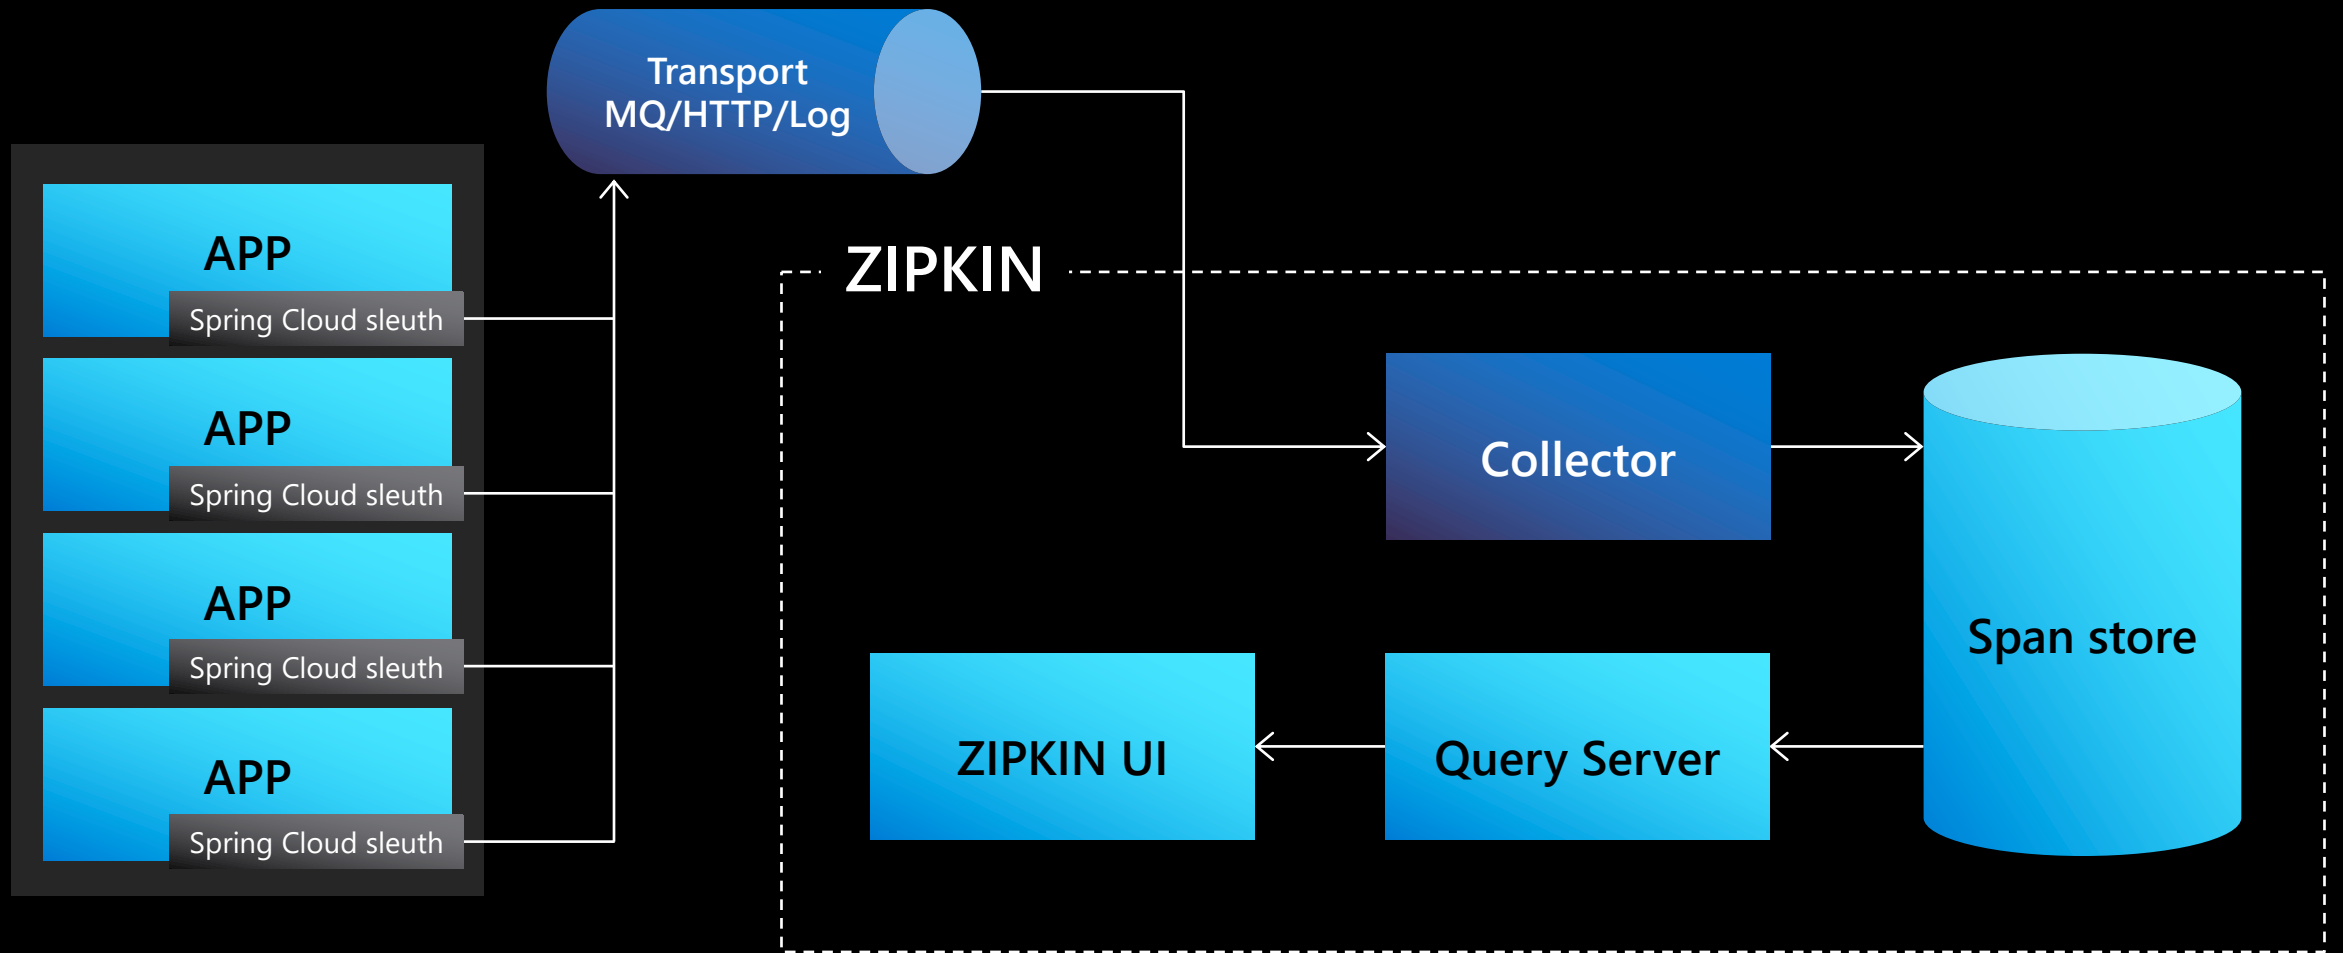 Transport
MQ/HTTP/Log
APP
Spring Cloud sleuth
APP
Spring Cloud sleuth
APP
Spring Cloud sleuth
APP
Spring Cloud sleuth
ZIPKIN
Collector
Span store
ZIPKIN UI
Query Server